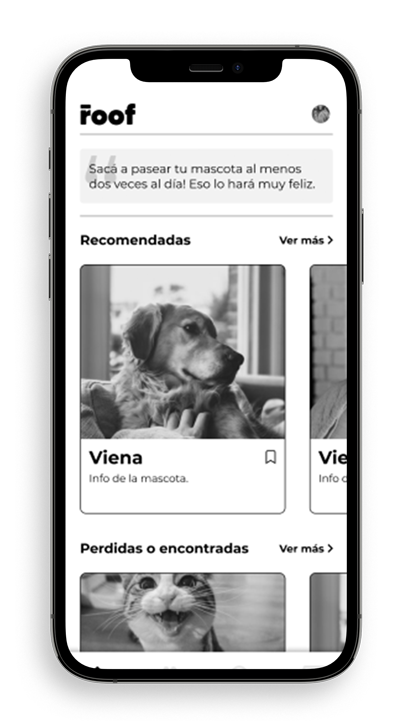 roof
Sacá a pasear tu mascota al menos
dos veces al día! Eso lo hará muy feliz.
Recomendadas
Ver más
Viena
Vie
Info de la mascota.
Info d
Perdidas o encontradas
Ver más